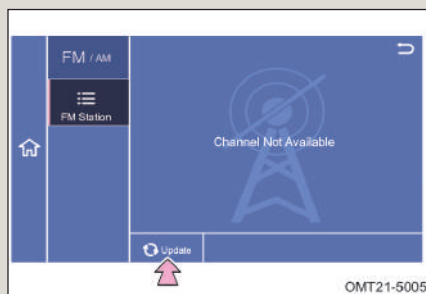 FM / AM
FM Station
Channel Not Available
Update
OMT21-5005